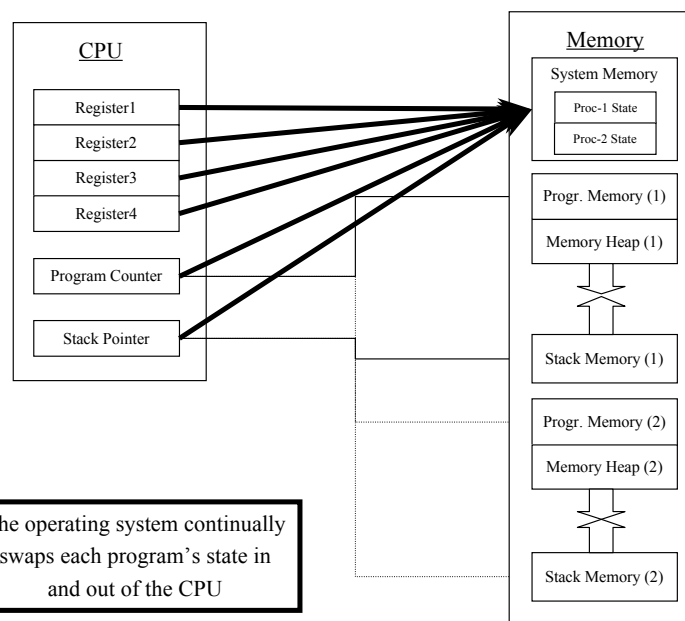 CPU
Register1
Register2
Register3
Register4
Program Counter
Stack Pointer
Memory
System Memory
Proc-1 State
Proc-2 State
Progr. Memory (1)
Memory Heap (1)
Stack Memory (1)
Progr. Memory (2)
Memory Heap (2)
Stack Memory (2)
he operating system continually
swaps each program's state in
and out of the CPU